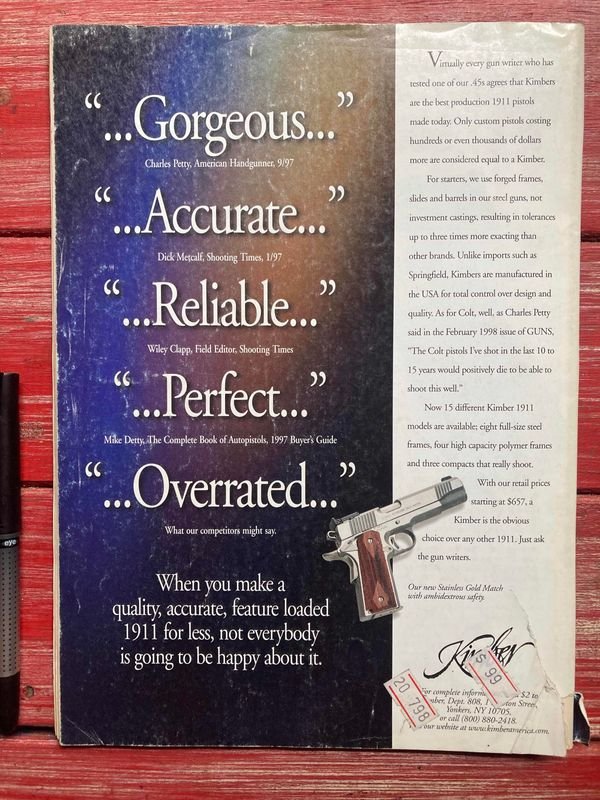 “...Gorgeous...”
Charles Petty, American Handgunner, 9/97
“...Accurate...”
Dick Metcalf, Shooting Times, 1/97
“...Reliable...”
Wiley Clapp, Field Editor, Shooting Times
“...Perfect...”
Mike Detty, The Complete Book of Autopistols, 1997 Buyer's Guide
“...Overrated...”
What our competitors might say.
When you make a
quality, accurate, feature loaded
1911 for less, not everybody
is going to be happy about it.
Virtually every gun writer who has
tested one of our .45s agrees that Kimbers
are the best production 1911 pistols
made today. Only custom pistols costing
hundreds or even thousands of dollars
more are considered equal to a Kimber.
For starters, we use forged frames,
slides and barrels in our steel guns, not
investment castings, resulting in tolerances
up to three times more exacting than
other brands. Unlike imports such as
Springfield, Kimbers are manufactured in
the USA for total control over design and
quality. As for Colt, well, as Charles Petty
said in the February 1998 issue of GUNS,
“The Colt pistols I've shot in the last 10 to
15 years would positively die to be able to
shoot this well.”
Now 15 different Kimber 1911
models are available; eight full-size steel
frames, four high capacity polymer frames
and three compacts that really shoot.
With our retail prices
starting at $657, a
Kimber is the obvious
choice over any other 1911. Just ask
the gun writers.
Our new Stainless Gold Match
with ambidextrous safety.
Kimber
$ .99
20 798
For complete $2 to
Dept. 808, Street,
Yonkers, NY 10705,
or call (800) 880-2418.
our website at www.kimberamerica.com.
eye